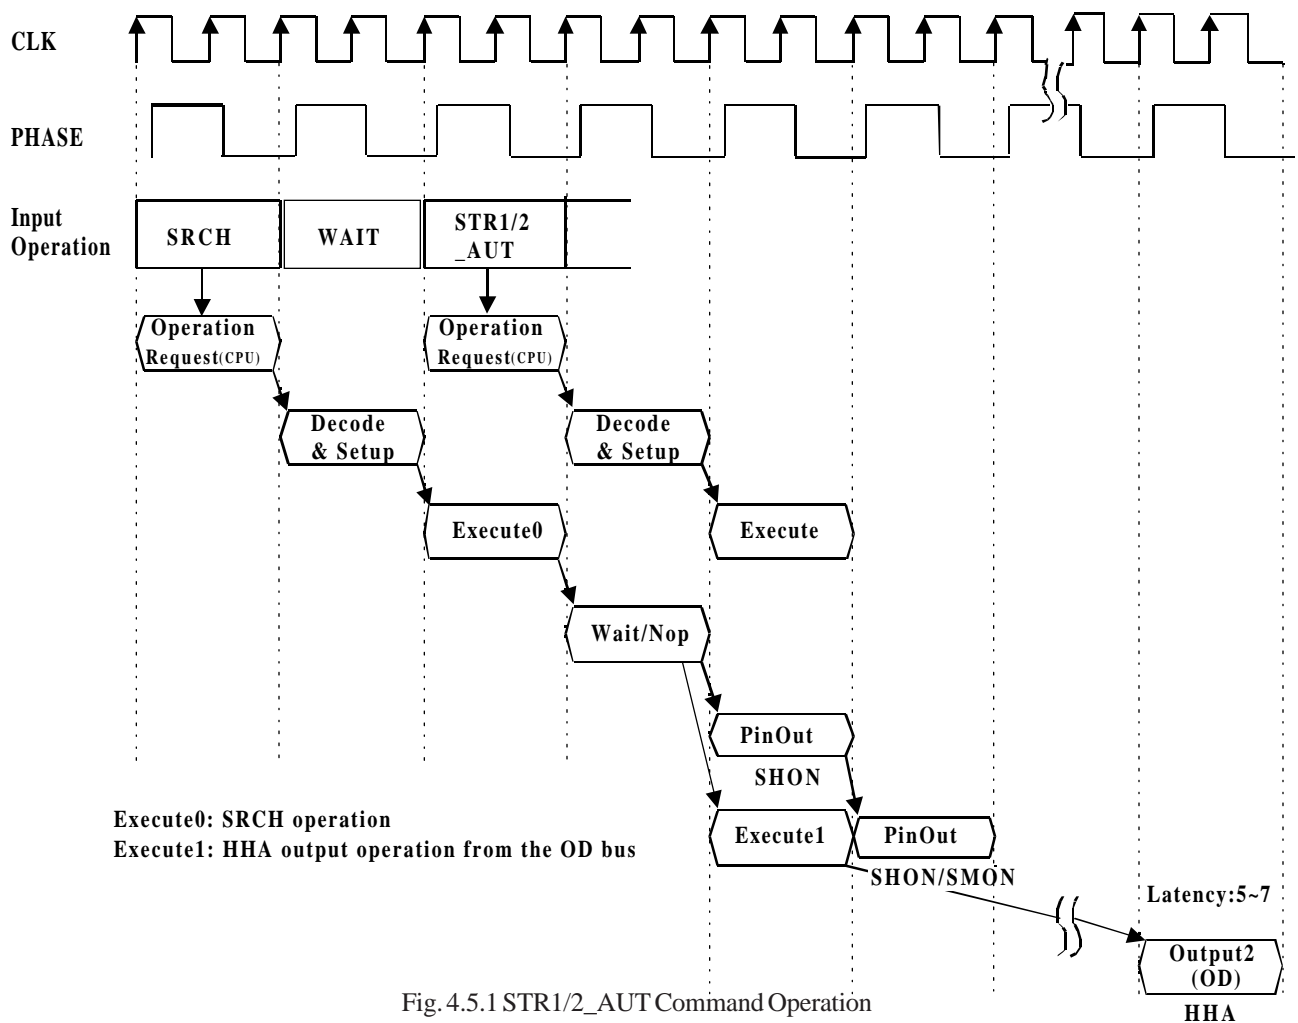 CLK
PHASE
Input
Operation
SRCH
WAIT
STR1/2
_AUT
Operation
Request(CPU)
Operation
Request(CPU)
Decode
& Setup
Decode
& Setup
Execute0
Execute
Wait/Nop
PinOut
SHON
Execute0: SRCH operation
Execute1: HHA output operation from the OD bus
Execute1
PinOut
SHON/SMON
Latency:5~7
Output2
(OD)
HHA
Fig. 4.5.1 STR1/2_AUT Command Operation